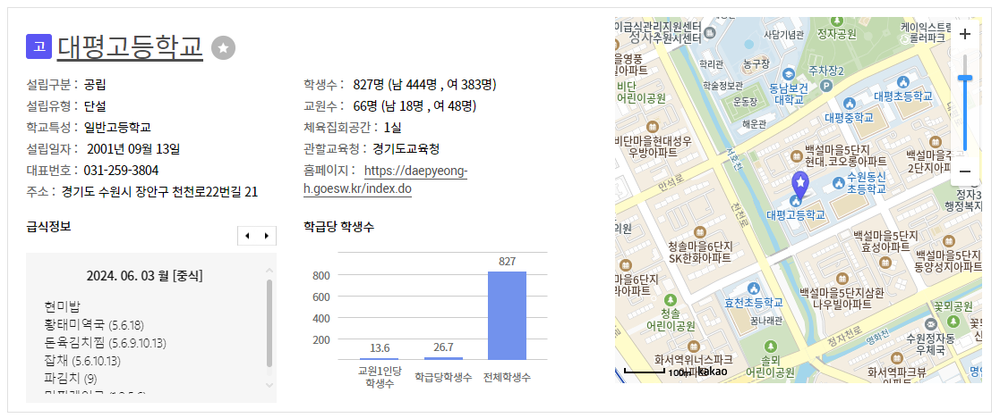 고 대평고등학교
설립구분 : 공립
설립유형 : 단설
학교특성 : 일반고등학교
설립일자 : 2001년 09월 13일
대표번호 : 031-259-3804
주소 : 경기도 수원시 장안구 천천로22번길 21
학생수 : 827명 (남 444명 , 여 383명)
교원수 : 66명 (남 18명 , 여 48명)
체육집회공간 : 1실
관할교육청 : 경기도교육청
홈페이지 : https://daepyeong-
h.goesw.kr/index.do
급식정보
2024. 06. 03 월 [중식]
현미밥
황태미역국 (5.6.18)
돈육김치찜 (5.6.9.10.13)
잡채 (5.6.10.13)
파김치 (9)
학급당 학생수
800
600
400
200
13.6
26.7
827
교원1인당
학생수
학급당학생수
전체학생수
이급식관리지원센터
정사수원시센터
사담기념관
정자공원
케이익스트림
롤러파크
을영풍
아파트
학리관
농구장
주차장2
비단
어린이공원
학술정보관
동남보건
대학교
운동장
해운관
대평중학교
대평초등학교
비단마을현대성우
우방아파트
백설마을5단지
현대.코오롱아파트
백설마을주공
2단지아파트
서호천
만석로
천천로
수원동신
초등학교
대평고등학교
정자3
행정복지
의원
청솔마을6단지
SK한화아파트
백설마을5단지
효성아파트
백설마을5단지
동양성지아파트
마을6단지
라아파트
백설마을삼환
나우빌아파트
효천초등학교
꿈나래관
청솔
어린이공원
꽃뫼공원
정자천로
영화천
수원정자동
우체국
화서역위너스파크
아파트
솔뫼
어린이공원
화서역파크뷰
아파트
영인
100m
kakao